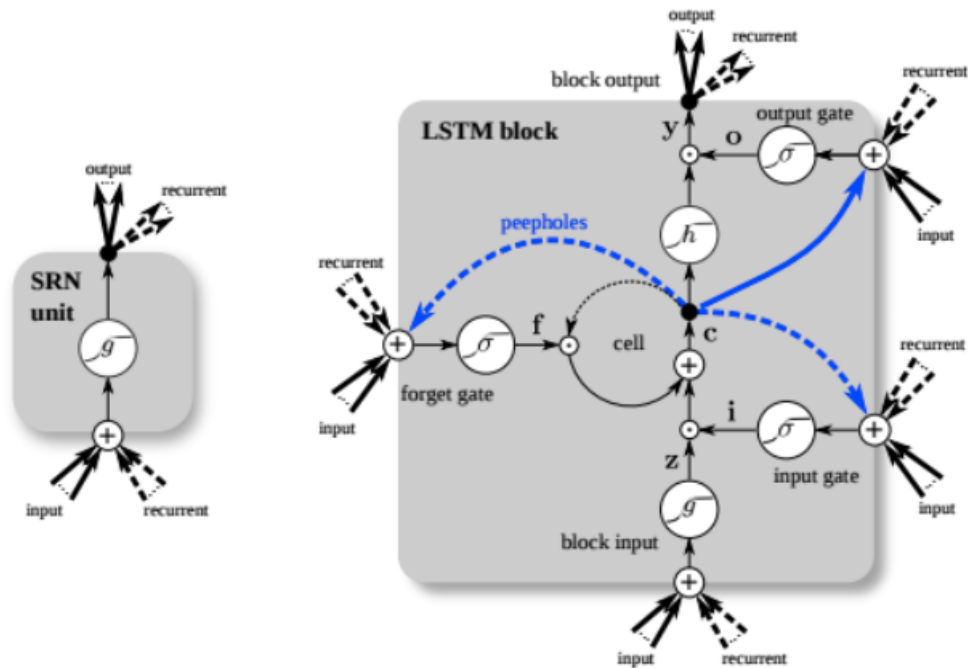 output
recurrent
SRN
unit
g
+
input
recurrent
output
recurrent
block output
recurrent
LSTM block
output gate
y
o
σ
+
h
input
peepholes
recurrent
f
cell
c
+
σ
+
forget gate
recurrent
input
i
σ
+
z
input gate
g
input
block input
+
input
recurrent